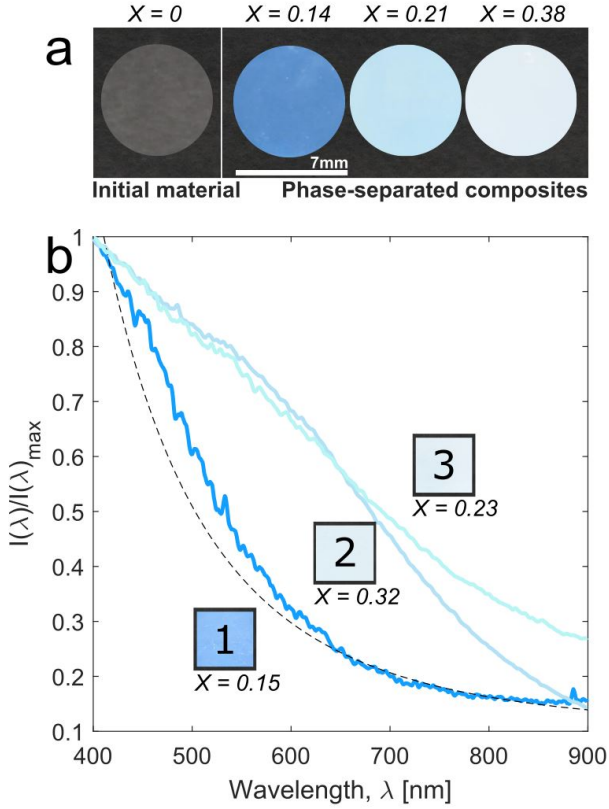 X = 0 X = 0.14 X = 0.21 X = 0.38
a
7mm
Initial material Phase-separated composites
b
1
0.9
0.8
0.7
0.6
0.5
0.4
0.3
0.2
0.1
I(λ)/I(λ)max
3
X = 0.23
2
X = 0.32
1
X = 0.15
400 500 600 700 800 900
Wavelength, λ [nm]